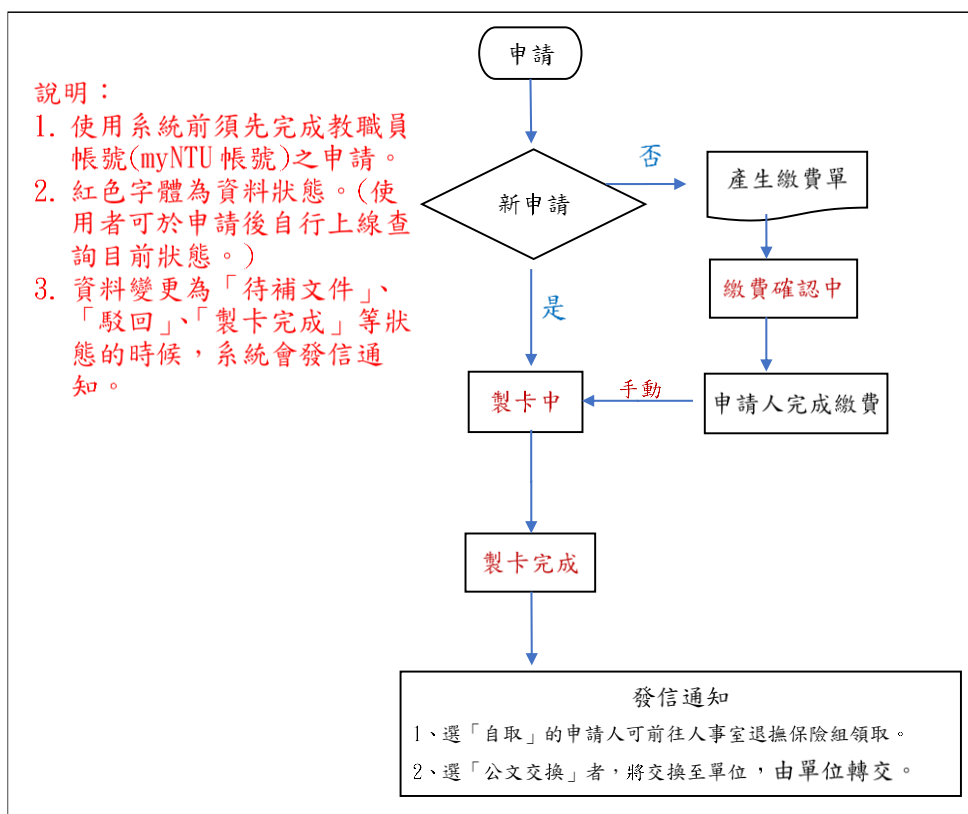 申請
說明：
1. 使用系統前須先完成教職員
帳號(myNTU 帳號)之申請。
2. 紅色字體為資料狀態。(使
用者可於申請後自行上線查
詢目前狀態。)
3. 資料變更為「待補文件」、
「駁回」、「製卡完成」等狀
態的時候，系統會發信通
知。
新申請
否
產生繳費單
是
繳費確認中
製卡中
手動
申請人完成繳費
製卡完成
發信通知
1、選「自取」的申請人可前往人事室退撫保險組領取。
2、選「公文交換」者，將交換至單位，由單位轉交。